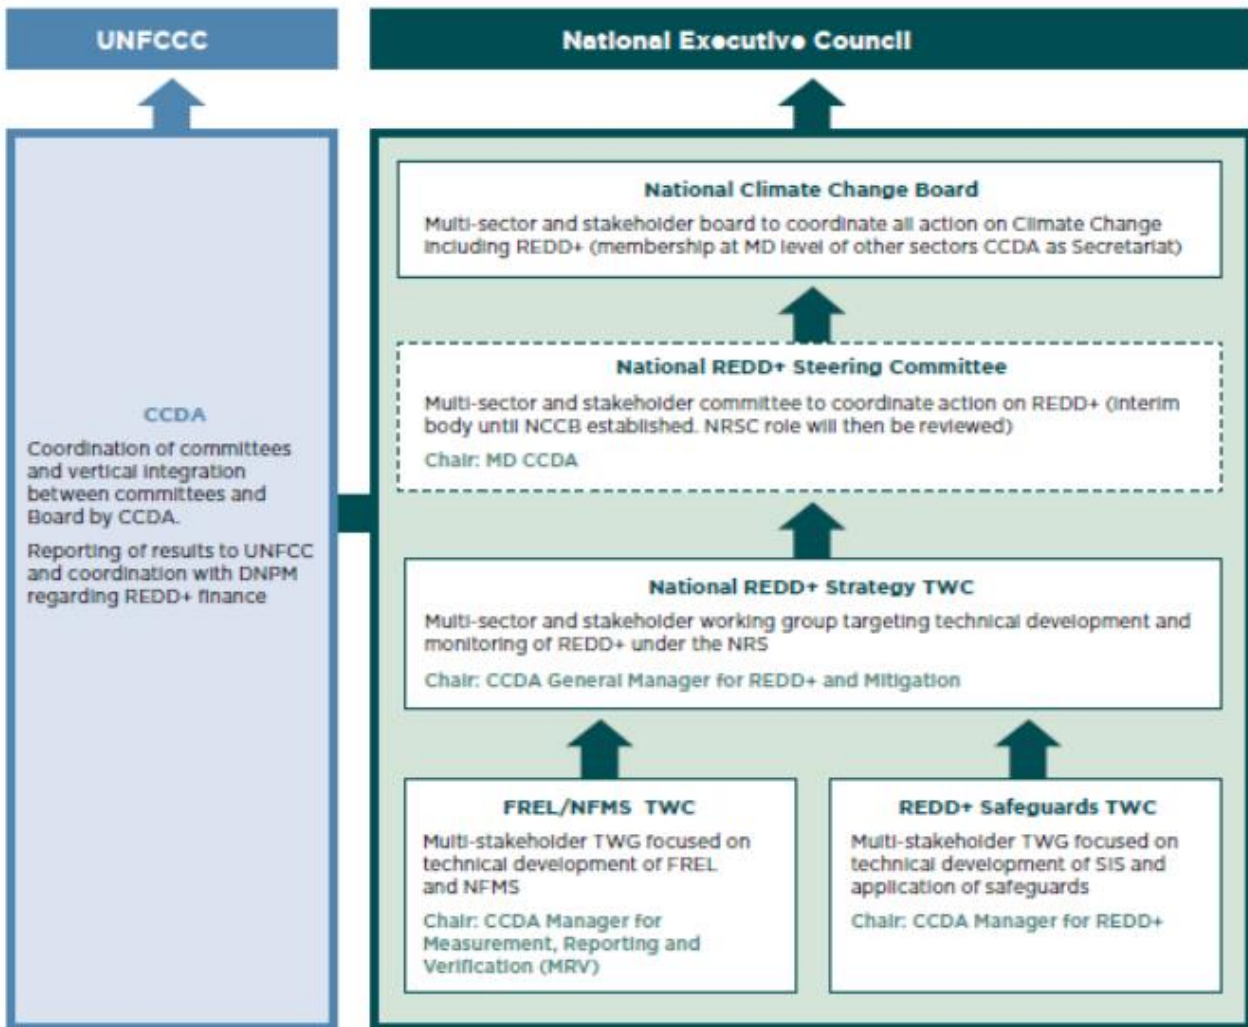 UNFCCC
National Executive Council
CCDA
Coordination of committees
and vertical integration
between committees and
Board by CCDA.
Reporting of results to UNFCC
and coordination with DNPM
regarding REDD+ finance
National Climate Change Board
Multi-sector and stakeholder board to coordinate all action on Climate Change
including REDD+ (membership at MD level of other sectors CCDA as Secretariat)
National REDD+ Steering Committee
Multi-sector and stakeholder committee to coordinate action on REDD+ (interim
body until NCCB established. NRSC role will then be reviewed)
Chair: MD CCDA
National REDD+ Strategy TWC
Multi-sector and stakeholder working group targeting technical development and
monitoring of REDD+ under the NRS
Chair: CCDA General Manager for REDD+ and Mitigation
FREL/NFMS TWC
Multi-stakeholder TWG focused on
technical development of FREL
and NFMS
Chair: CCDA Manager for
Measurement, Reporting and
Verification (MRV)
REDD+ Safeguards TWC
Multi-stakeholder TWG focused on
technical development of SIS and
application of safeguards
Chair: CCDA Manager for REDD+